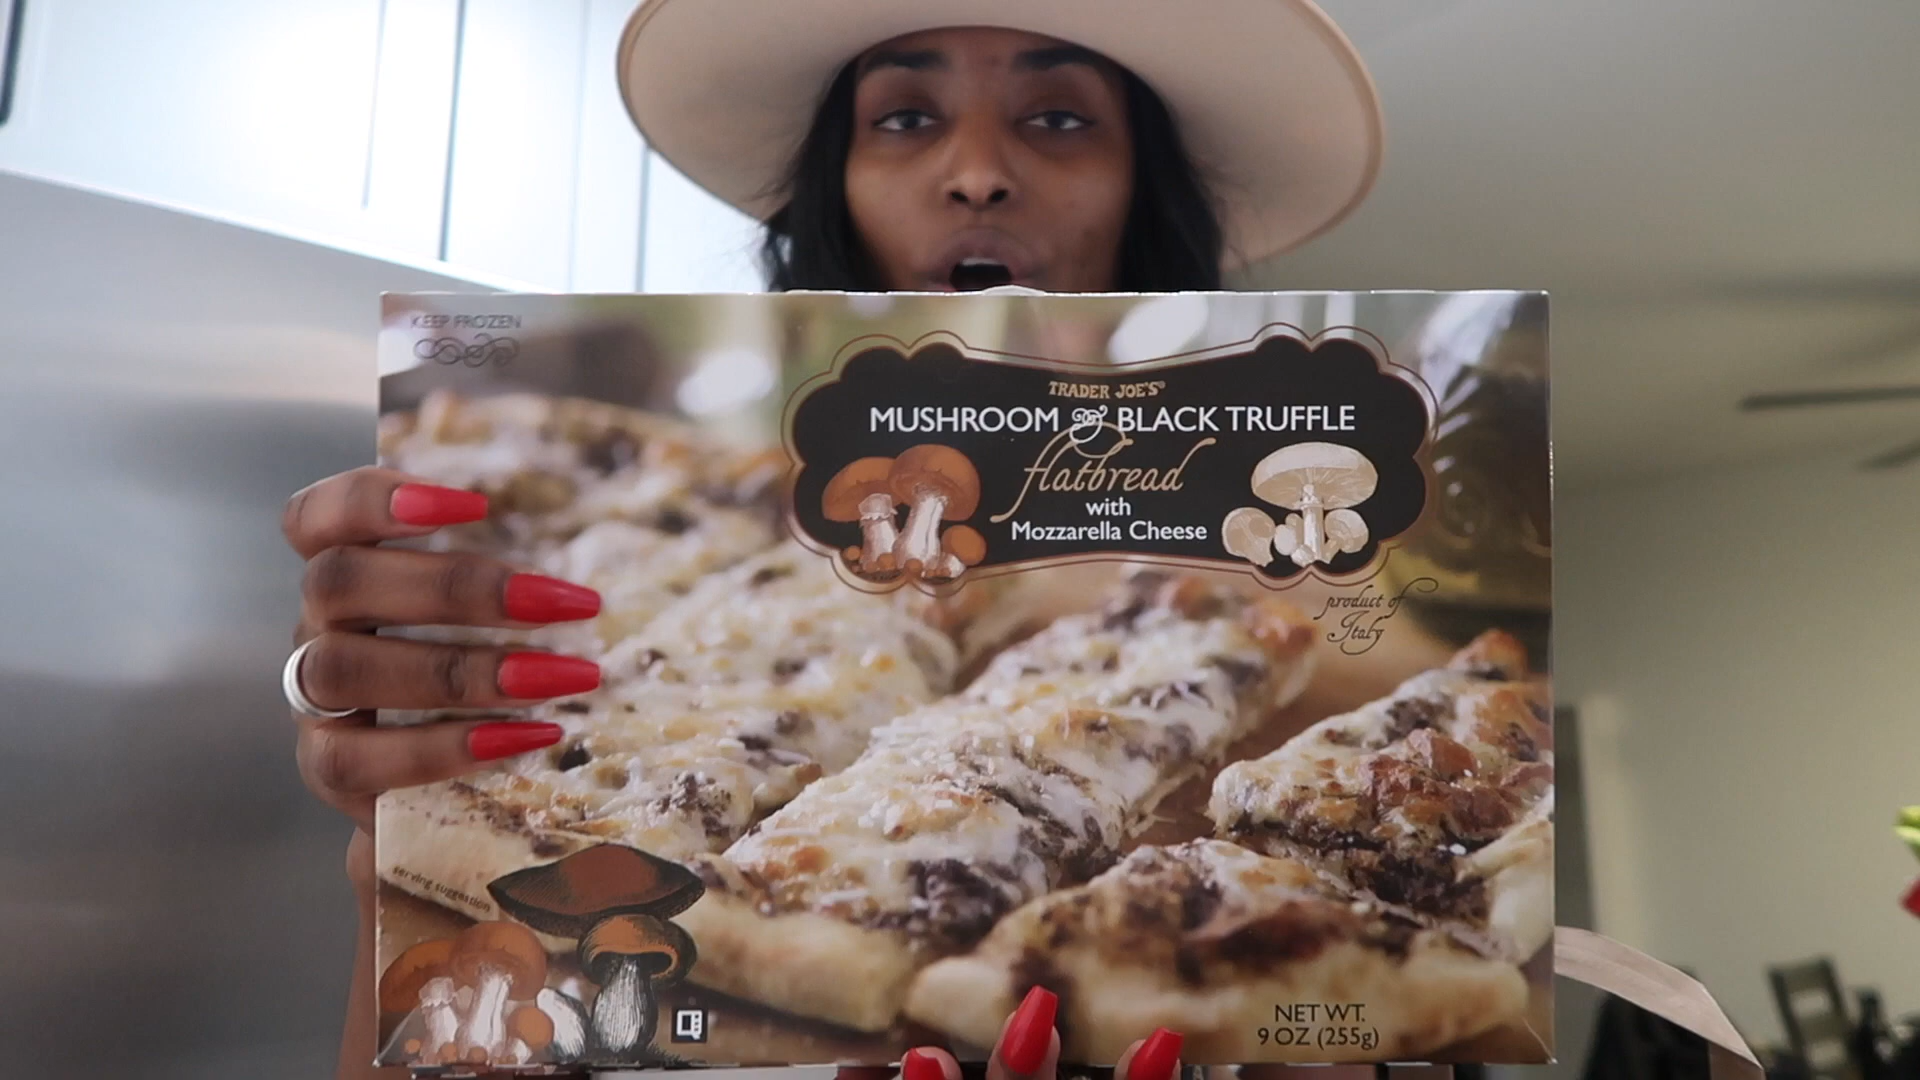 KEEP FROZEN
TRADER JOE'S®
MUSHROOM & BLACK TRUFFLE
flatbread
with
Mozzarella Cheese
product of
Italy
serving suggestion
NET WT.
9 OZ (255g)